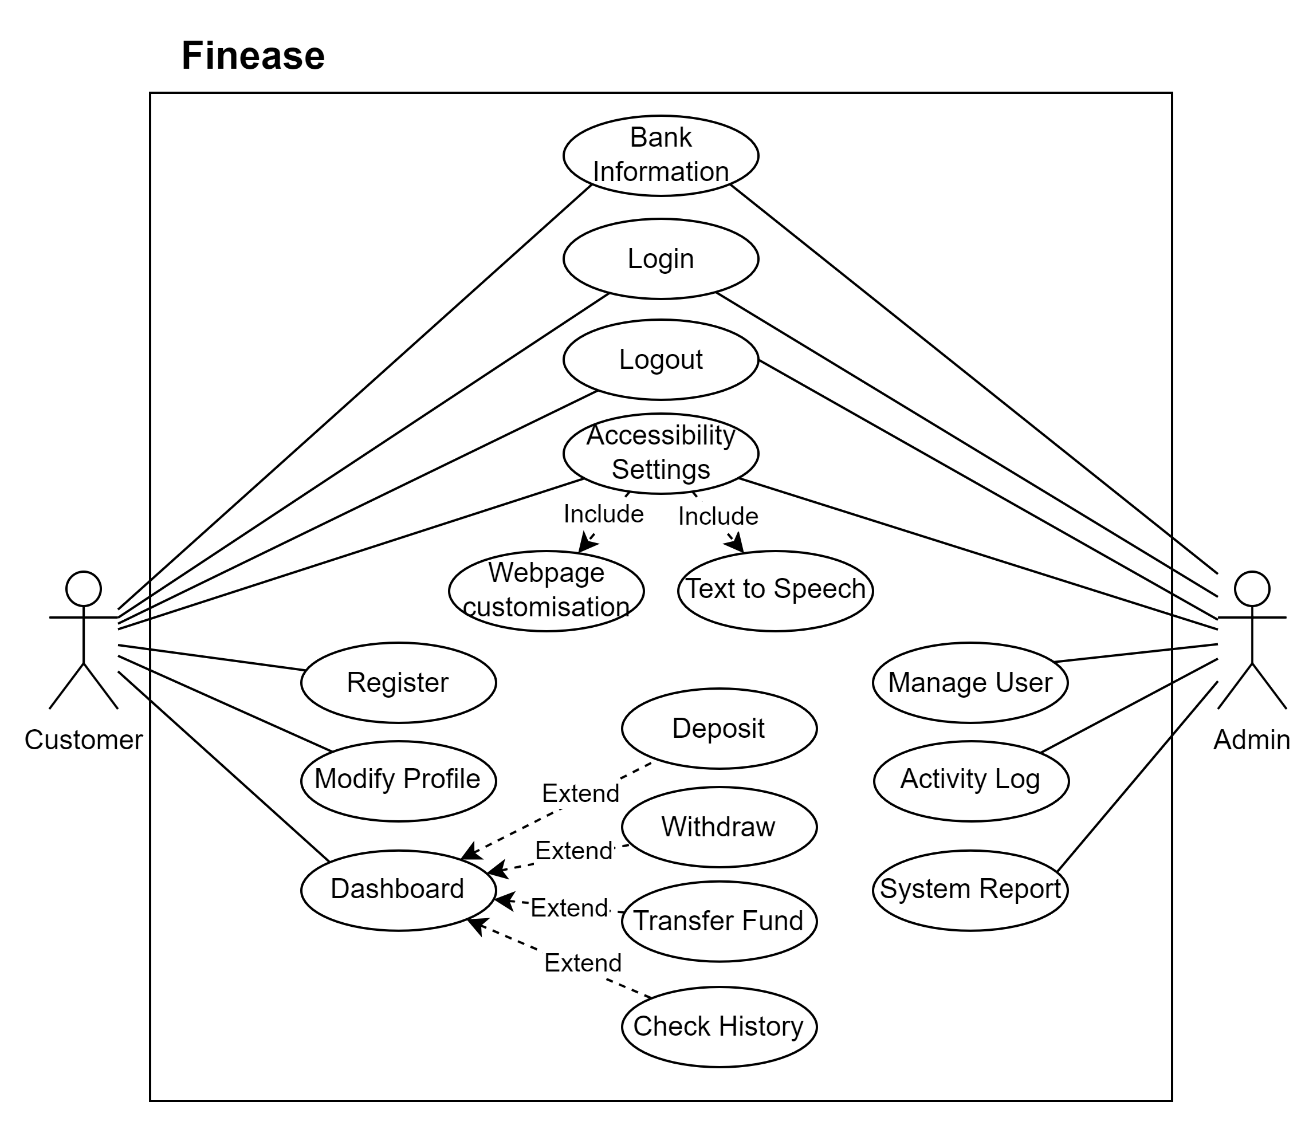 Finease
Bank
Information
Login
Logout
Accessibility
Settings
Include
Include
Webpage
customisation
Text to Speech
Customer
Admin
Register
Modify Profile
Dashboard
Deposit
Extend
Withdraw
Extend
Transfer Fund
Extend
Check History
Extend
Manage User
Activity Log
System Report